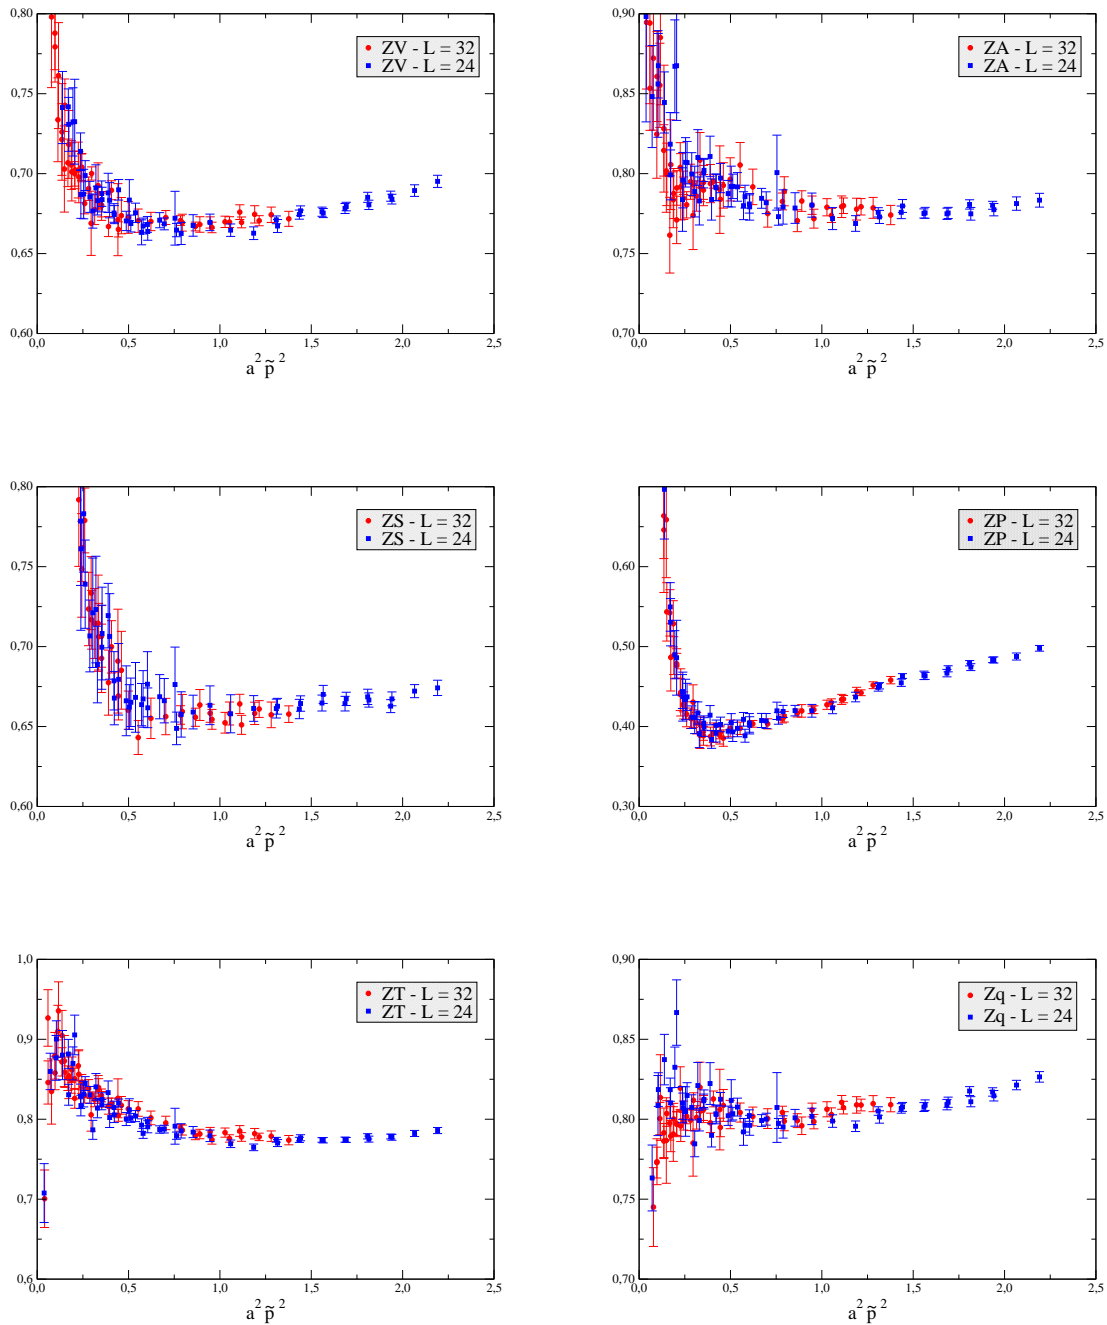 0,80
0,75
0,70
0,65
0,60
0,0 0,5 1,0 1,5 2,0 2,5
a² p̃²
ZV - L = 32
ZV - L = 24
0,90
0,85
0,80
0,75
0,70
0,0 0,5 1,0 1,5 2,0 2,5
a² p̃²
ZA - L = 32
ZA - L = 24
0,80
0,75
0,70
0,65
0,60
0,0 0,5 1,0 1,5 2,0 2,5
a² p̃²
ZS - L = 32
ZS - L = 24
0,60
0,50
0,40
0,30
0,0 0,5 1,0 1,5 2,0 2,5
a² p̃²
ZP - L = 32
ZP - L = 24
1,0
0,9
0,8
0,7
0,6
0,0 0,5 1,0 1,5 2,0 2,5
a² p̃²
ZT - L = 32
ZT - L = 24
0,90
0,85
0,80
0,75
0,70
0,0 0,5 1,0 1,5 2,0 2,5
a² p̃²
Zq - L = 32
Zq - L = 24